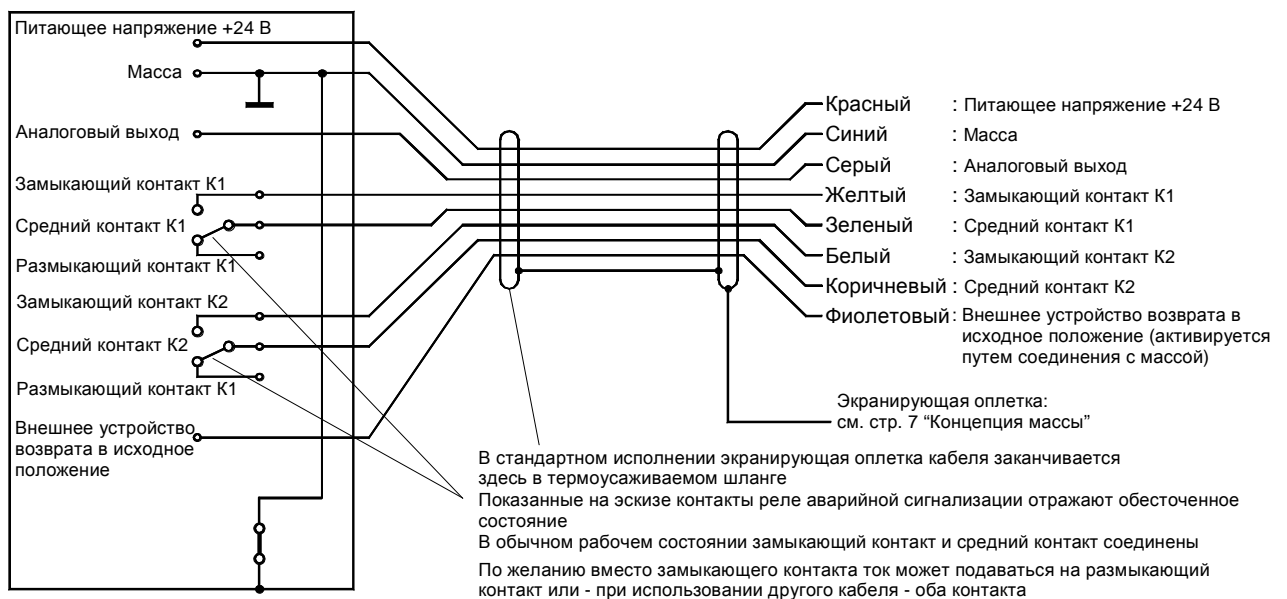 Питающее напряжение +24 В
Масса
Аналоговый выход
Замыкающий контакт К1
Средний контакт К1
Размыкающий контакт К1
Замыкающий контакт К2
Средний контакт К2
Размыкающий контакт К1
Внешнее устройство
возврата в исходное
положение
Красный : Питающее напряжение +24 В
Синий : Масса
Серый : Аналоговый выход
Желтый : Замыкающий контакт К1
Зеленый : Средний контакт К1
Белый : Замыкающий контакт К2
Коричневый : Средний контакт К2
Фиолетовый : Внешнее устройство возврата в
исходное положение (активируется
путем соединения с массой)
Экранирующая оплетка:
см. стр. 7 “Концепция массы”
В стандартном исполнении экранирующая оплетка кабеля заканчивается
здесь в термоусаживаемом шланге
Показанные на эскизе контакты реле аварийной сигнализации отражают обесточенное
состояние
В обычном рабочем состоянии замыкающий контакт и средний контакт соединены
По желанию вместо замыкающего контакта ток может подаваться на размыкающий
контакт или - при использовании другого кабеля - оба контакта